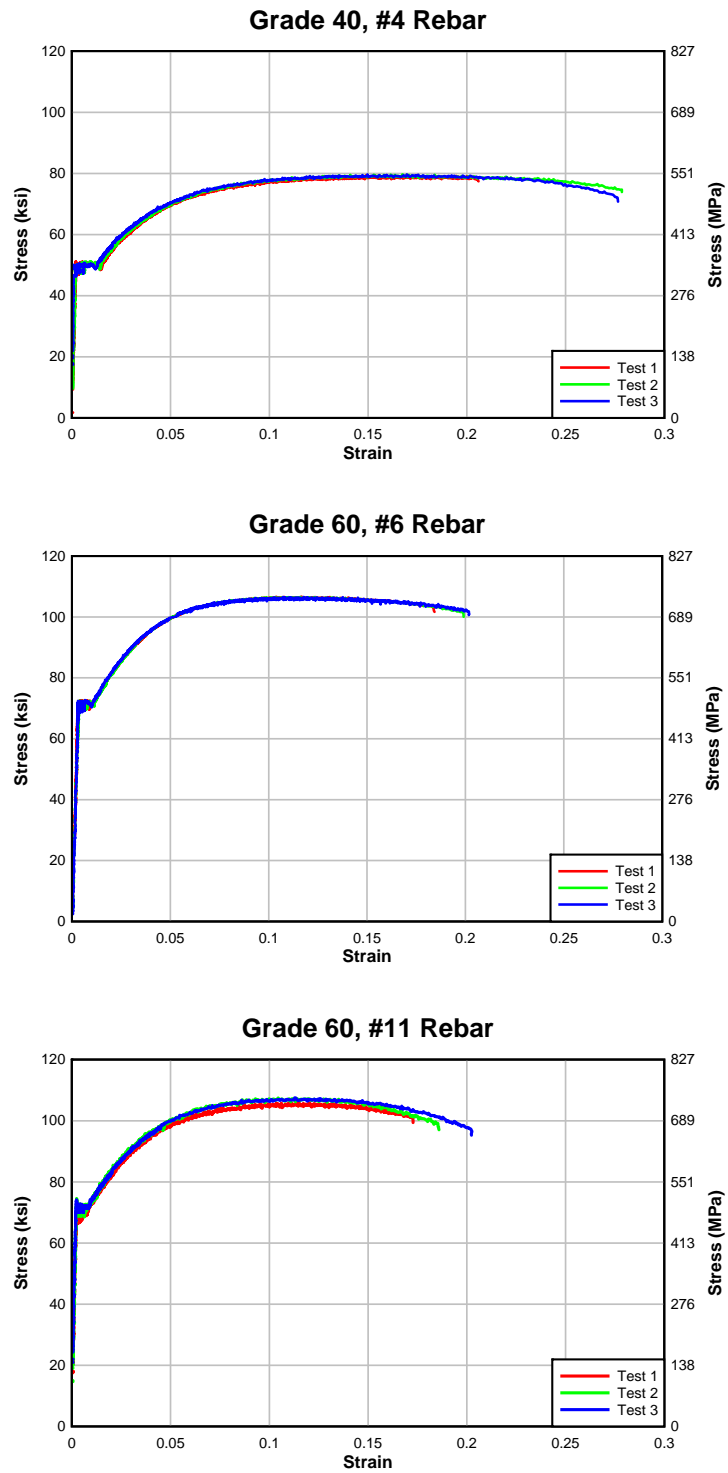 Grade 40, #4 Rebar
120 827
100 689
80 551
60 413
40 276
20 138
0 0
Stress (ksi)
Stress (MPa)
Test 1
Test 2
Test 3
0 0.05 0.1 0.15 0.2 0.25 0.3
Strain
Grade 60, #6 Rebar
120 827
100 689
80 551
60 413
40 276
20 138
0 0
Stress (ksi)
Stress (MPa)
Test 1
Test 2
Test 3
0 0.05 0.1 0.15 0.2 0.25 0.3
Strain
Grade 60, #11 Rebar
120 827
100 689
80 551
60 413
40 276
20 138
0 0
Stress (ksi)
Stress (MPa)
Test 1
Test 2
Test 3
0 0.05 0.1 0.15 0.2 0.25 0.3
Strain